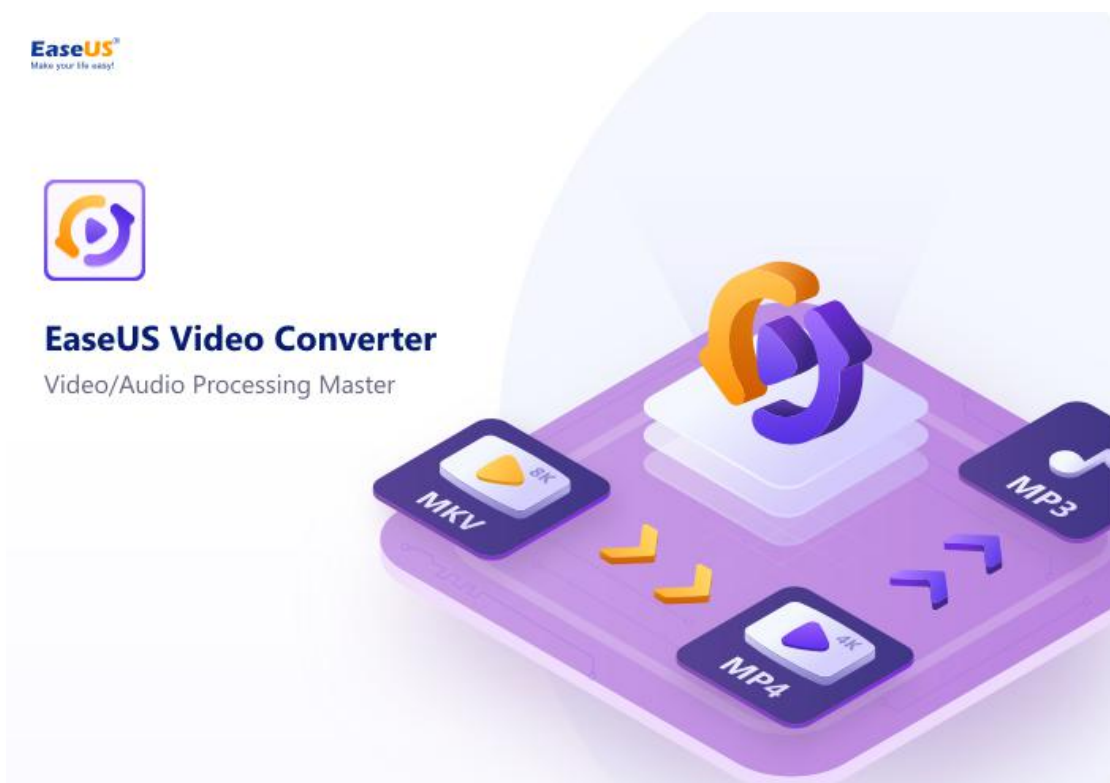 EaseUS®
Make your life easy!
EaseUS Video Converter
Video/Audio Processing Master
8K
MKV
MP3
4K
MP4